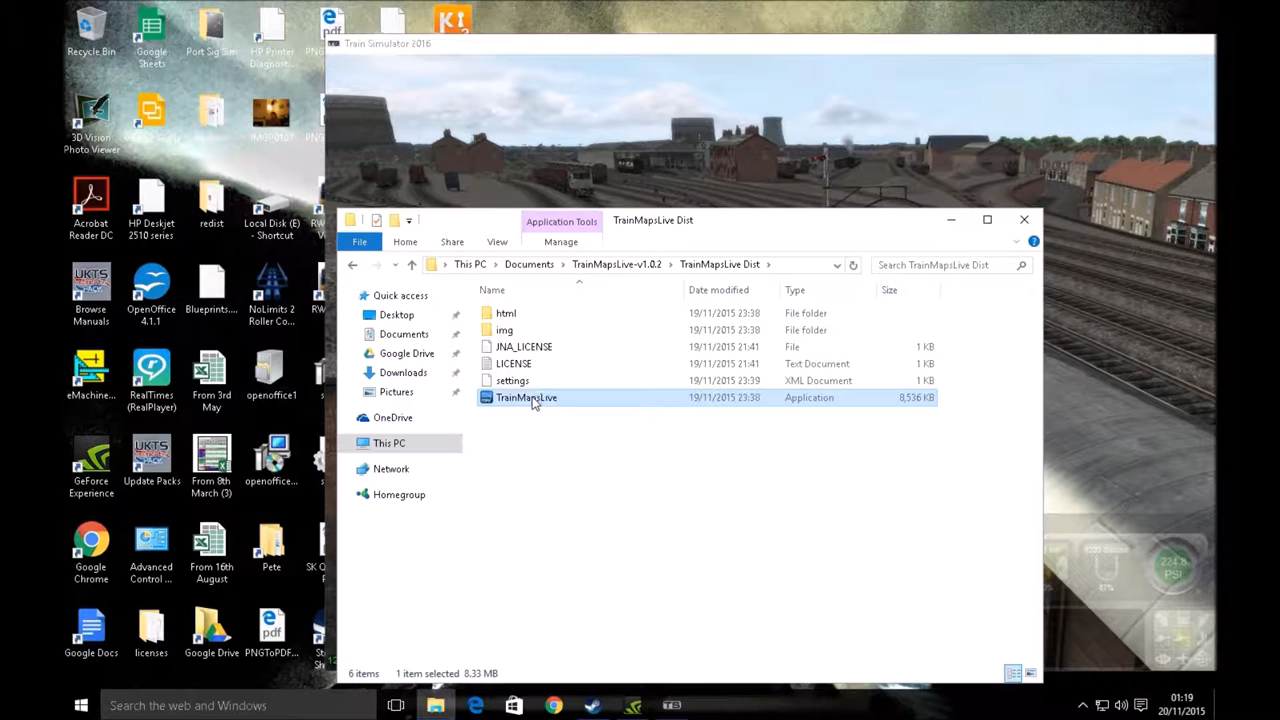 Recycle Bin
Google Sheets
Port Sig Sim
HP Printer Diagnost...
Train Simulator 2016
3D Vision Photo Viewer
IMGP0107
Acrobat Reader DC
HP Deskjet 2510 series
redist
Local Disk (E) - Shortcut
Browse Manuals
OpenOffice 4.1.1
Blueprints....
NoLimits 2 Roller Co...
eMachine...
RealTimes (RealPlayer)
From 3rd May
openoffice1
GeForce Experience
Update Packs
From 8th March (3)
openoffice...
Google Chrome
Advanced Control ...
From 16th August
Pete
Google Docs
licenses
Google Drive
PNGToPDF...
Application Tools
TrainMapsLive Dist
File
Home
Share
View
Manage
This PC
Documents
TrainMapsLive-v1.0.2
TrainMapsLive Dist
Search TrainMapsLive Dist
Name
Date modified
Type
Size
html 19/11/2015 23:38 File folder
img 19/11/2015 23:38 File folder
JNA_LICENSE 19/11/2015 21:41 File 1 KB
LICENSE 19/11/2015 21:41 Text Document 1 KB
settings 19/11/2015 23:39 XML Document 1 KB
TrainMapsLive 19/11/2015 23:38 Application 8,536 KB
Quick access
Desktop
Documents
Google Drive
Downloads
Pictures
OneDrive
This PC
Network
Homegroup
6 items
1 item selected 8.33 MB
224.8
PSI
87%
Search the web and Windows
01:19
20/11/2015